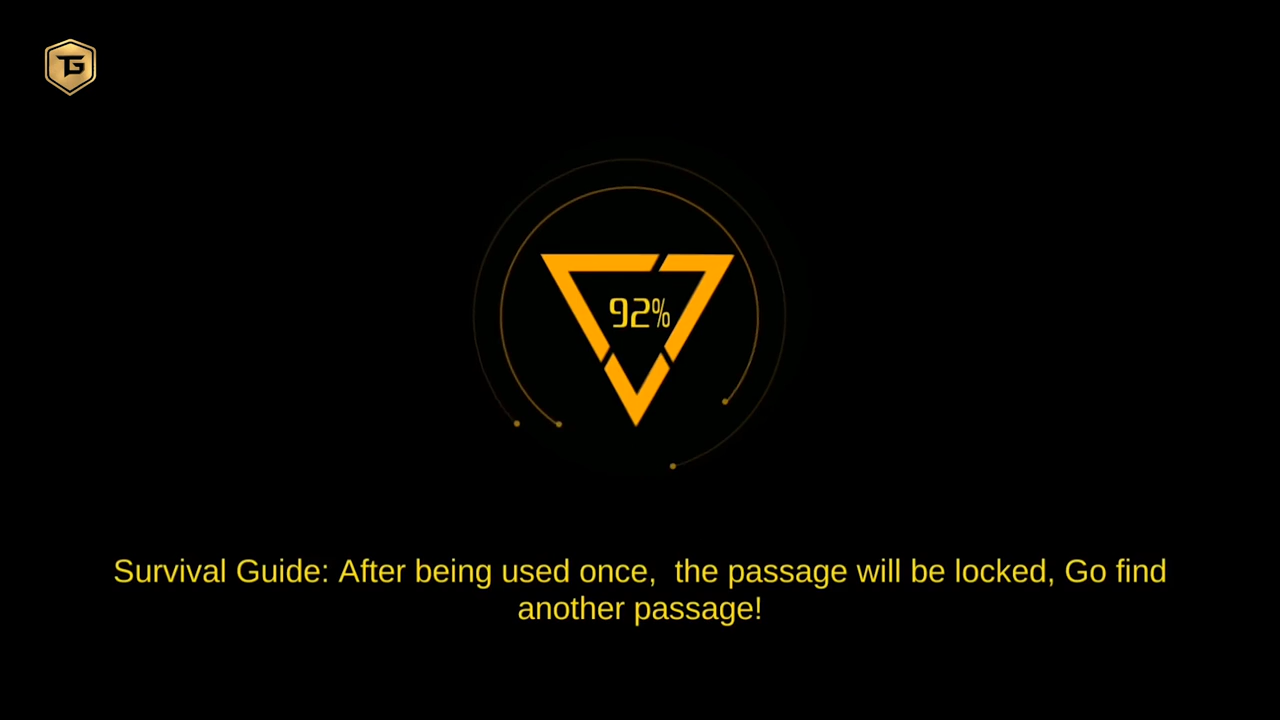 TG
92%
Survival Guide: After being used once,  the passage will be locked, Go find
another passage!